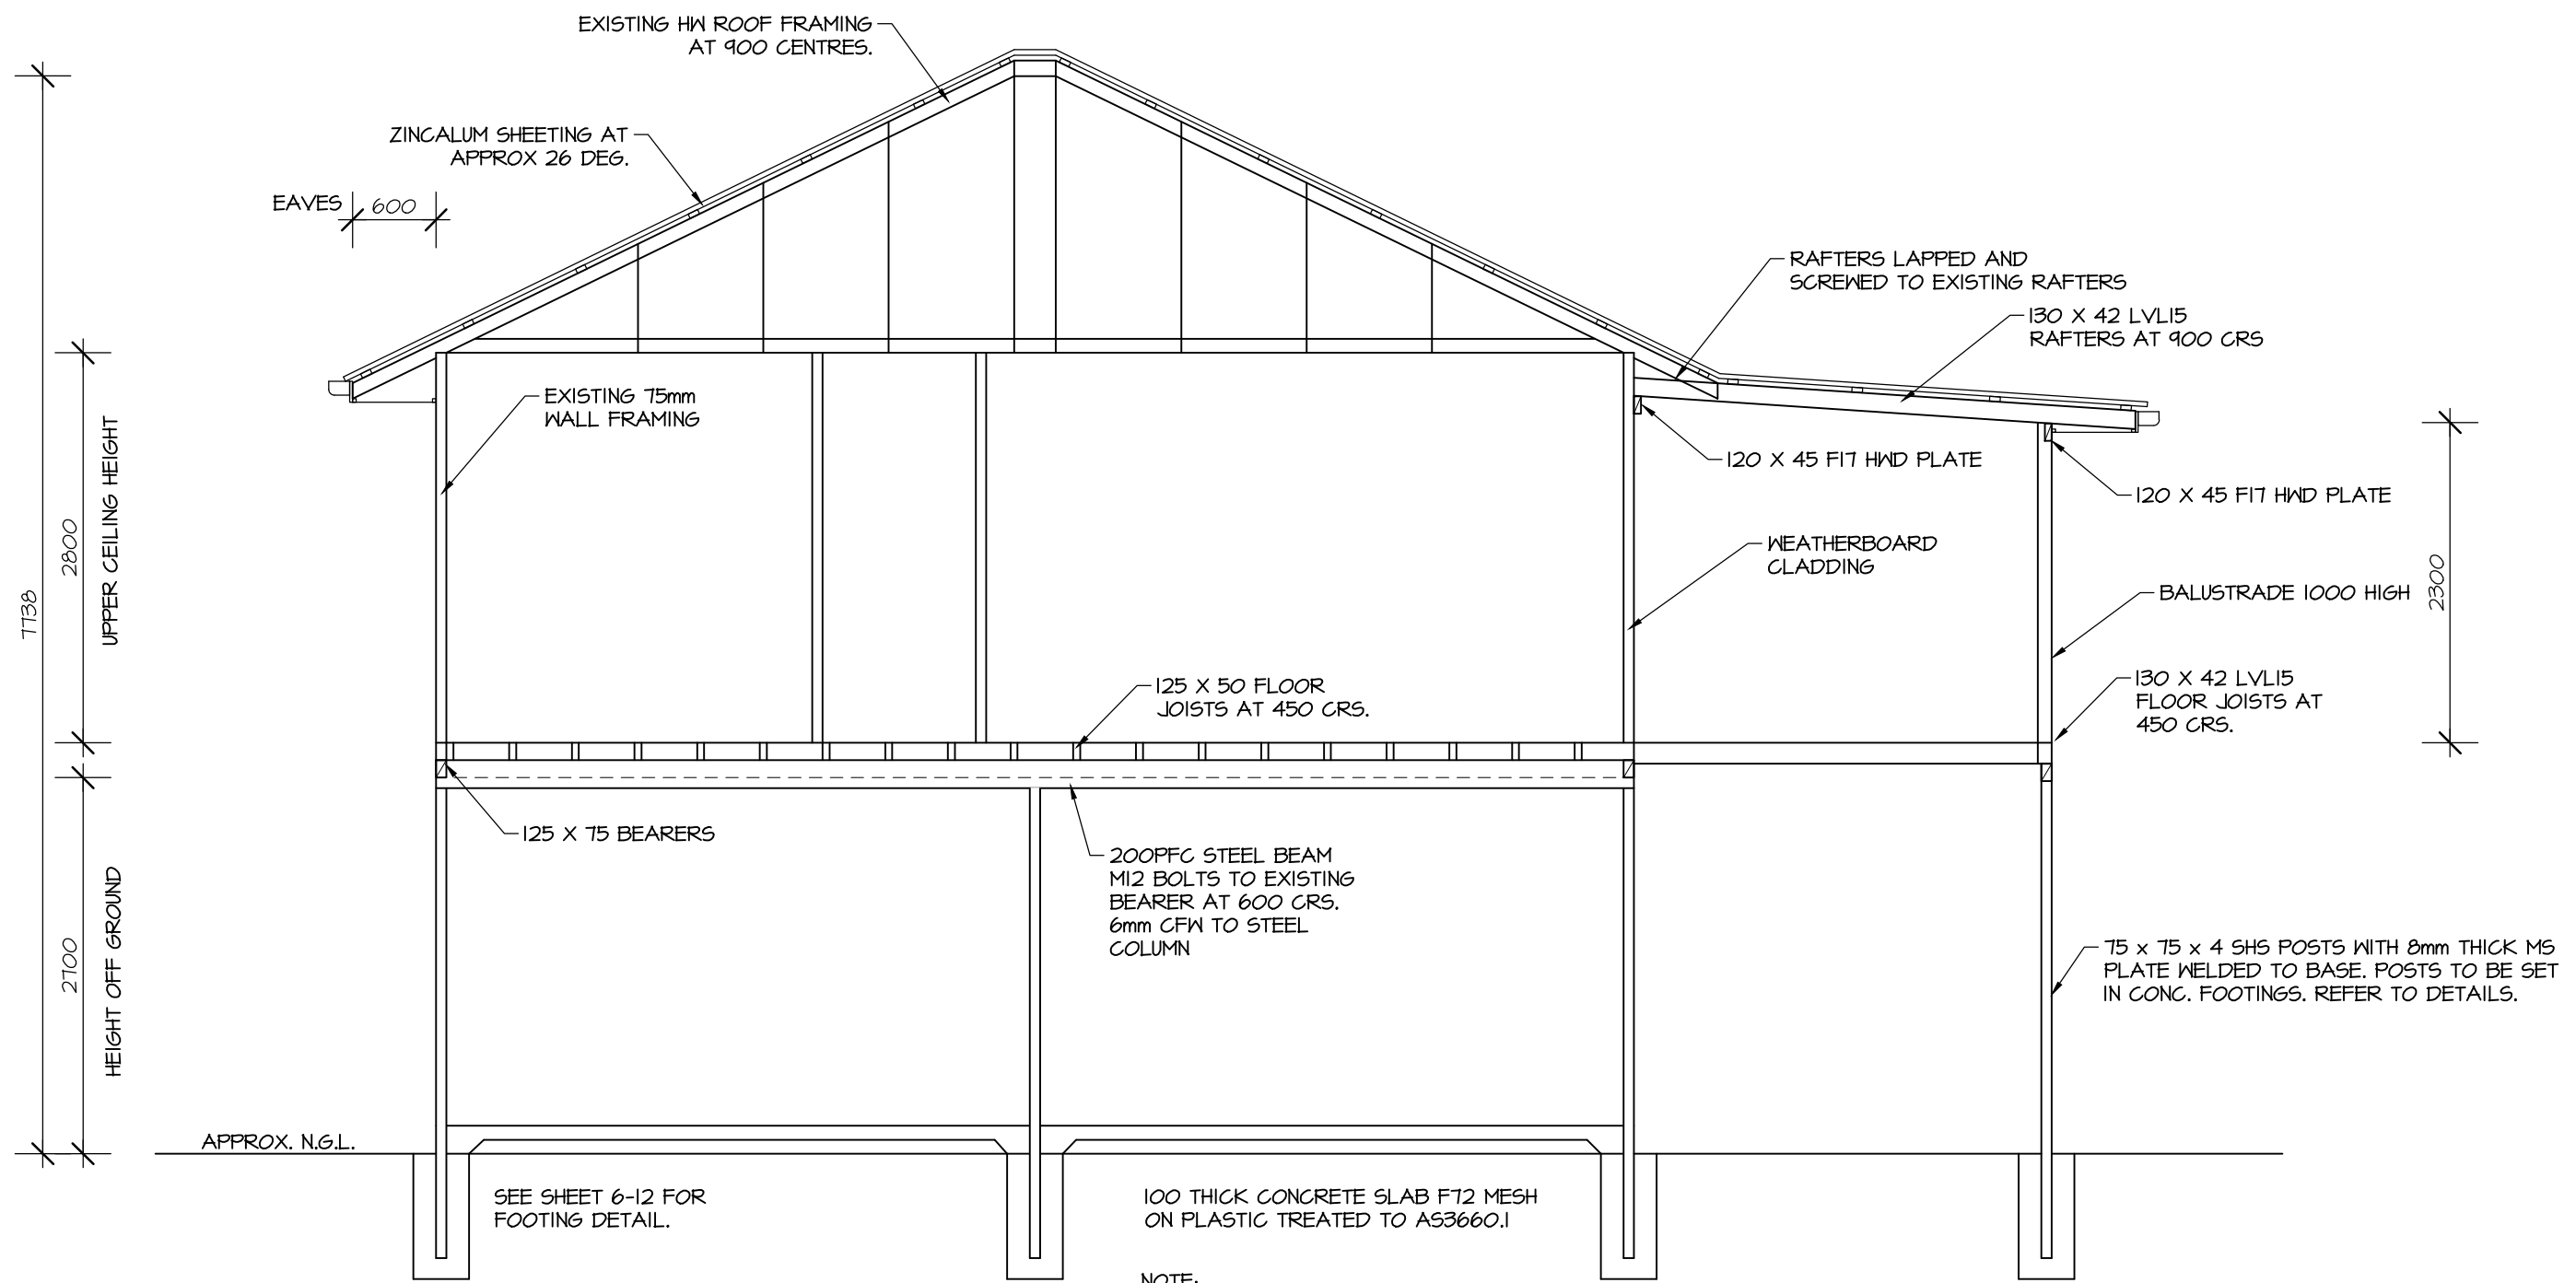 EXISTING HW ROOF FRAMING
AT 900 CENTRES.
ZINCALUM SHEETING AT
APPROX 26 DEG.
EAVES 600
RAFTERS LAPPED AND
SCREWED TO EXISTING RAFTERS
130 X 42 LVL15
RAFTERS AT 900 CRS
EXISTING 75mm
WALL FRAMING
120 X 45 F17 HWD PLATE
120 X 45 F17 HWD PLATE
WEATHERBOARD
CLADDING
BALUSTRADE 1000 HIGH
2300
7738
2800
UPPER CEILING HEIGHT
125 X 50 FLOOR
JOISTS AT 450 CRS.
130 X 42 LVL15
FLOOR JOISTS AT
450 CRS.
125 X 75 BEARERS
200PFC STEEL BEAM
M12 BOLTS TO EXISTING
BEARER AT 600 CRS.
6mm CFW TO STEEL
COLUMN
2700
HEIGHT OFF GROUND
75 x 75 x 4 SHS POSTS WITH 8mm THICK MS
PLATE WELDED TO BASE. POSTS TO BE SET
IN CONC. FOOTINGS. REFER TO DETAILS.
APPROX. N.G.L.
SEE SHEET 6-12 FOR
FOOTING DETAIL.
100 THICK CONCRETE SLAB F72 MESH
ON PLASTIC TREATED TO AS3660.1
NOTE: